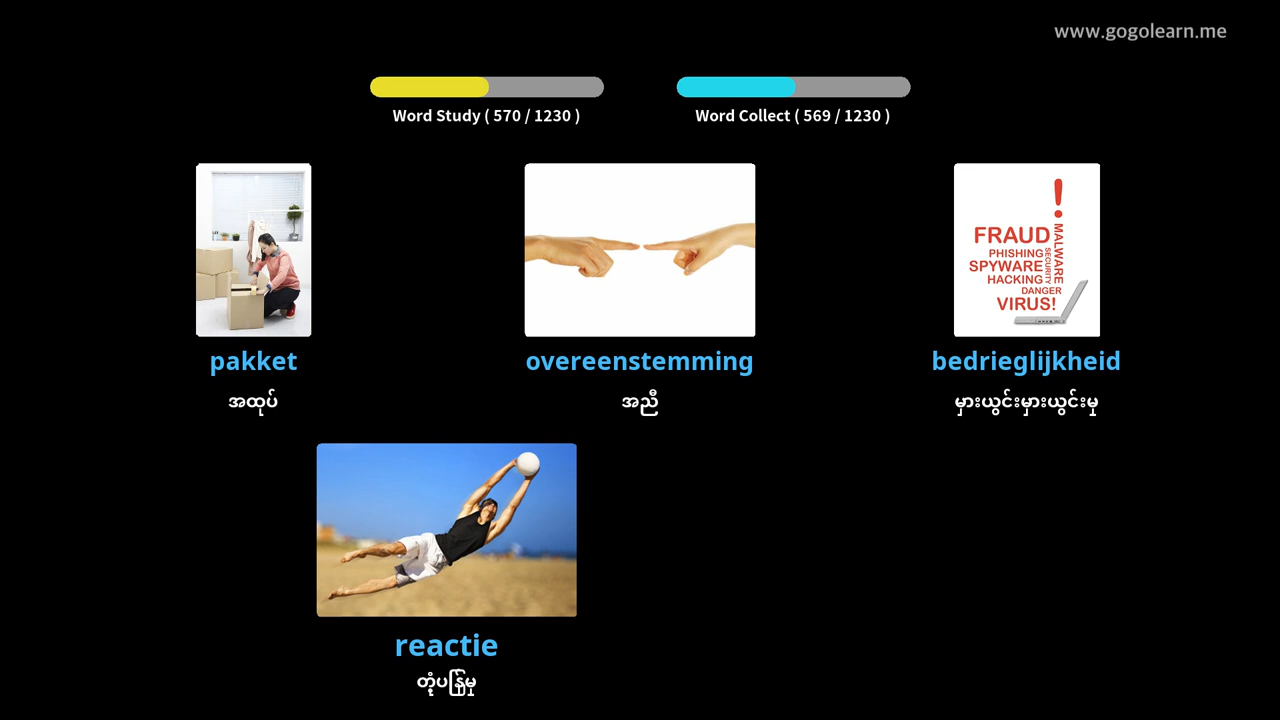 www.gogolearn.me
Word Study ( 570 / 1230 )
Word Collect ( 569 / 1230 )
FRAUD
PHISHING
SPYWARE
HACKING
DANGER
VIRUS!
MALWARE
SECURITY
!
pakket
overeenstemming
bedrieglijkheid
အထုပ်
အညီ
မှားယွင်းမှားယွင်းမှု
reactie
တုံ့ပြန်မှု